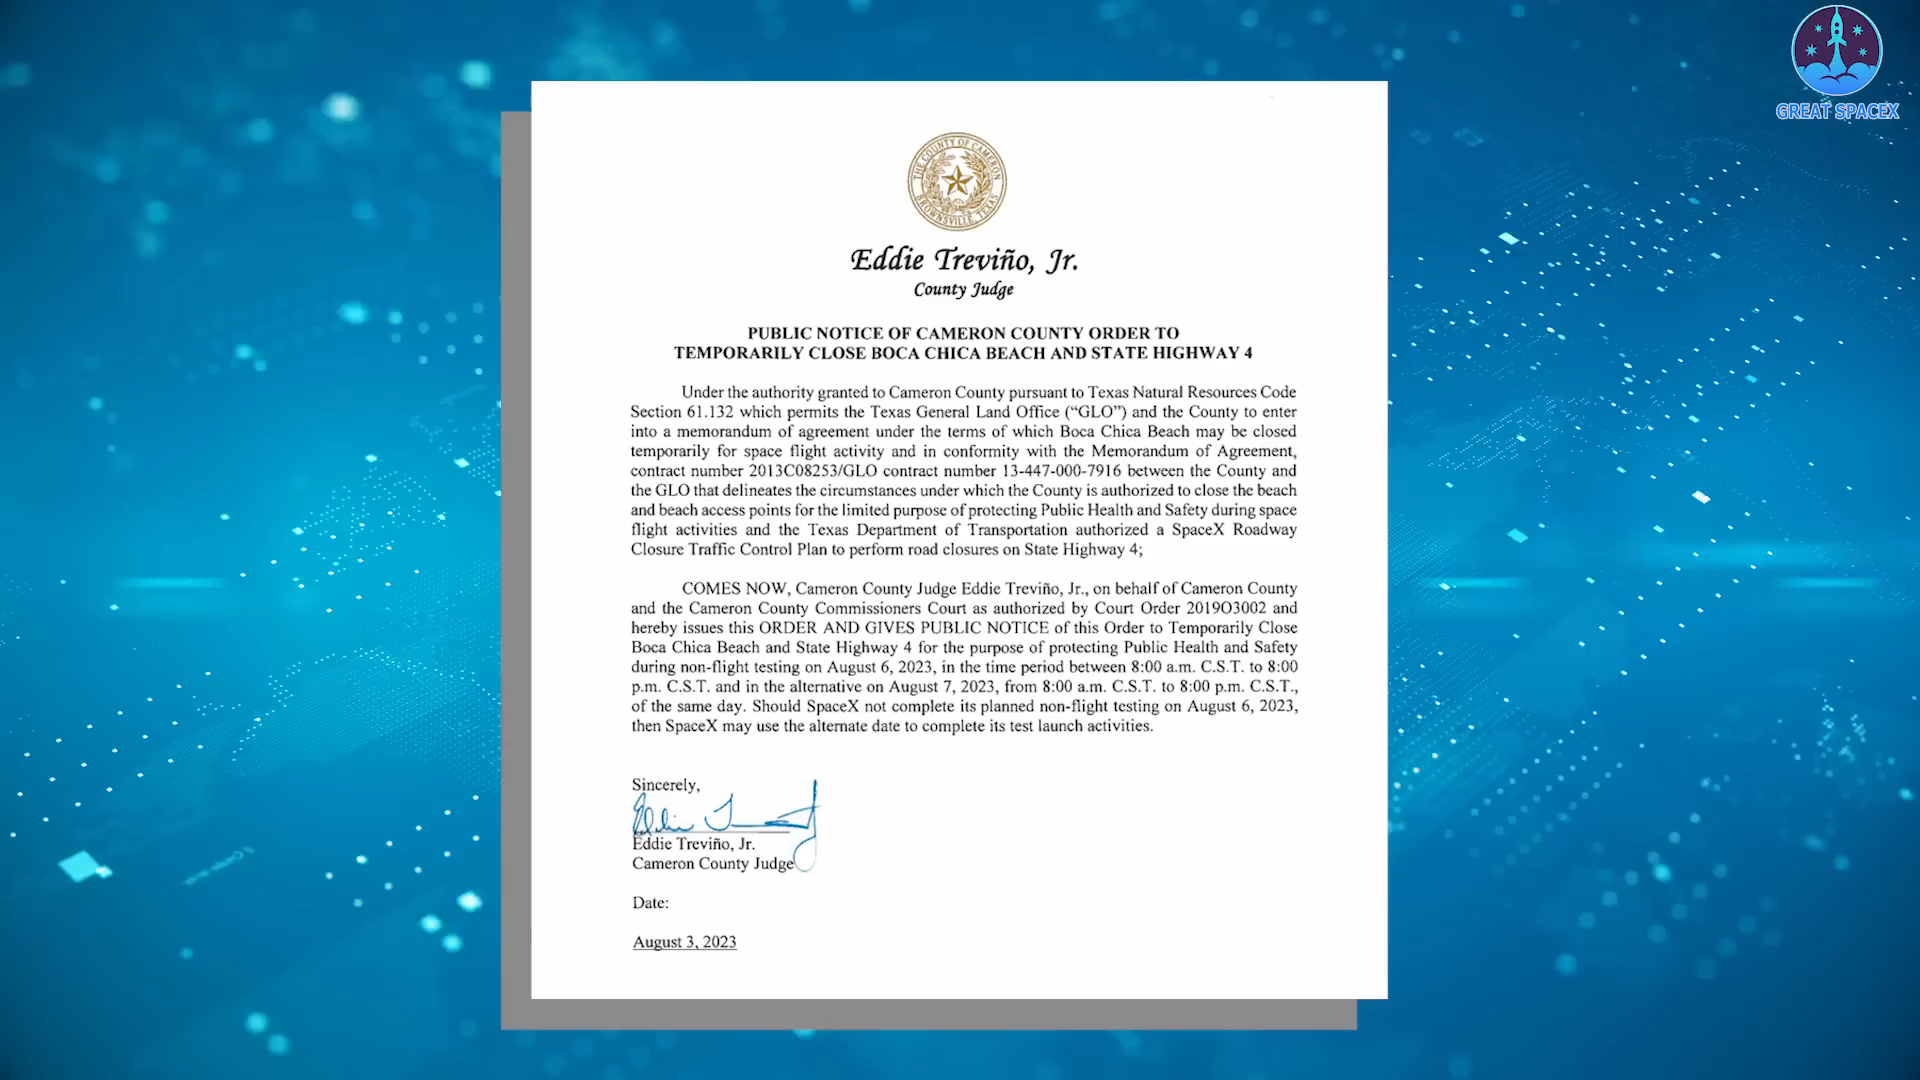 GREAT SPACEX
THE COUNTY OF CAMERON
BROWNSVILLE, TEXAS
Eddie Treviño, Jr.
County Judge
PUBLIC NOTICE OF CAMERON COUNTY ORDER TO
TEMPORARILY CLOSE BOCA CHICA BEACH AND STATE HIGHWAY 4
Under the authority granted to Cameron County pursuant to Texas Natural Resources Code
Section 61.132 which permits the Texas General Land Office (“GLO”) and the County to enter
into a memorandum of agreement under the terms of which Boca Chica Beach may be closed
temporarily for space flight activity and in conformity with the Memorandum of Agreement,
contract number 2013C08253/GLO contract number 13-447-000-7916 between the County and
the GLO that delineates the circumstances under which the County is authorized to close the beach
and beach access points for the limited purpose of protecting Public Health and Safety during space
flight activities and the Texas Department of Transportation authorized a SpaceX Roadway
Closure Traffic Control Plan to perform road closures on State Highway 4;
COMES NOW, Cameron County Judge Eddie Treviño, Jr., on behalf of Cameron County
and the Cameron County Commissioners Court as authorized by Court Order 2019O3002 and
hereby issues this ORDER AND GIVES PUBLIC NOTICE of this Order to Temporarily Close
Boca Chica Beach and State Highway 4 for the purpose of protecting Public Health and Safety
during non-flight testing on August 6, 2023, in the time period between 8:00 a.m. C.S.T. to 8:00
p.m. C.S.T. and in the alternative on August 7, 2023, from 8:00 a.m. C.S.T. to 8:00 p.m. C.S.T.,
of the same day. Should SpaceX not complete its planned non-flight testing on August 6, 2023,
then SpaceX may use the alternate date to complete its test launch activities.
Sincerely,
Eddie Treviño, Jr.
Cameron County Judge
Date:
August 3, 2023